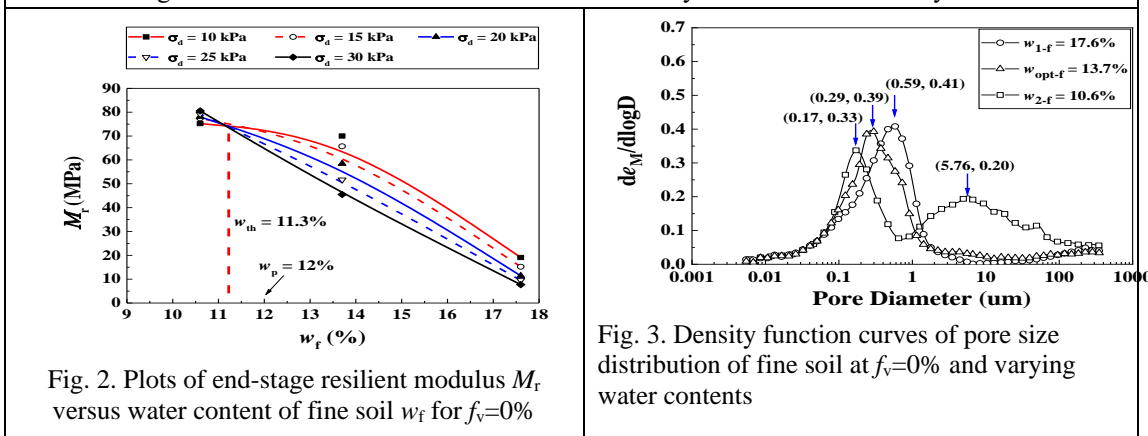 σd = 10 kPa σd = 15 kPa σd = 20 kPa
σd = 25 kPa σd = 30 kPa
90
80
70
60
50
40
30
20
10
0
Mr(MPa)
wth = 11.3%
wp = 12%
9 10 11 12 13 14 15 16 17 18
wf (%)
Fig. 2. Plots of end-stage resilient modulus Mr
versus water content of fine soil wf for fv=0%
0.7
0.6
0.5
0.4
0.3
0.2
0.1
0.0
deM/dlogD
w1-f = 17.6%
wopt-f = 13.7%
w2-f = 10.6%
(0.59, 0.41)
(0.29, 0.39)
(0.17, 0.33)
(5.76, 0.20)
0.001 0.01 0.1 1 10 100 1000
Pore Diameter (um)
Fig. 3. Density function curves of pore size
distribution of fine soil at fv=0% and varying
water contents